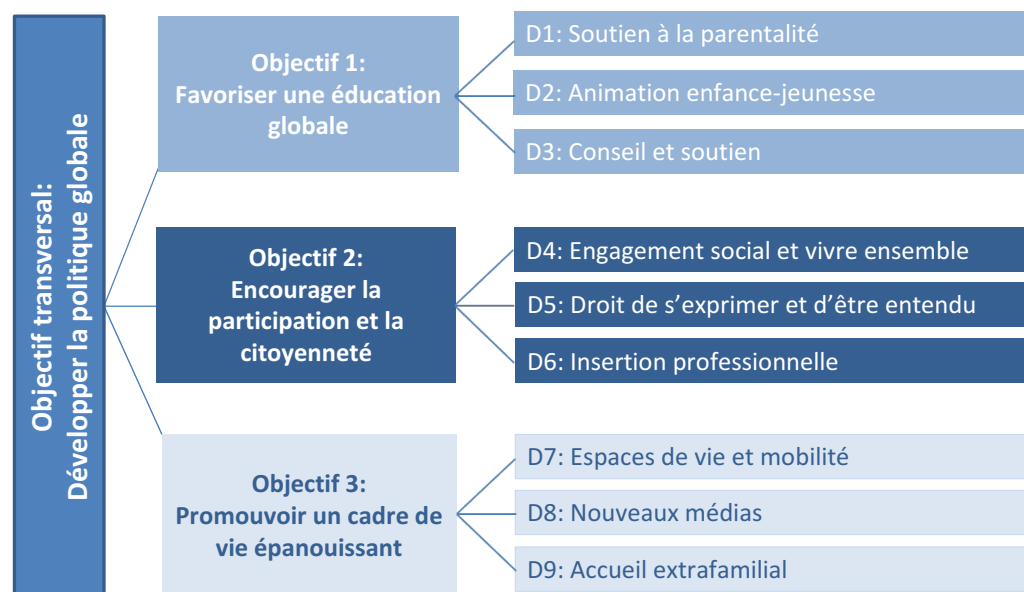 Objectif transversal:
Développer la politique globale
Objectif 1:
Favoriser une éducation
globale
D1: Soutien à la parentalité
D2: Animation enfance-jeunesse
D3: Conseil et soutien
Objectif 2:
Encourager la
participation et la
citoyenneté
D4: Engagement social et vivre ensemble
D5: Droit de s’exprimer et d’être entendu
D6: Insertion professionnelle
Objectif 3:
Promouvoir un cadre de
vie épanouissant
D7: Espaces de vie et mobilité
D8: Nouveaux médias
D9: Accueil extrafamilial